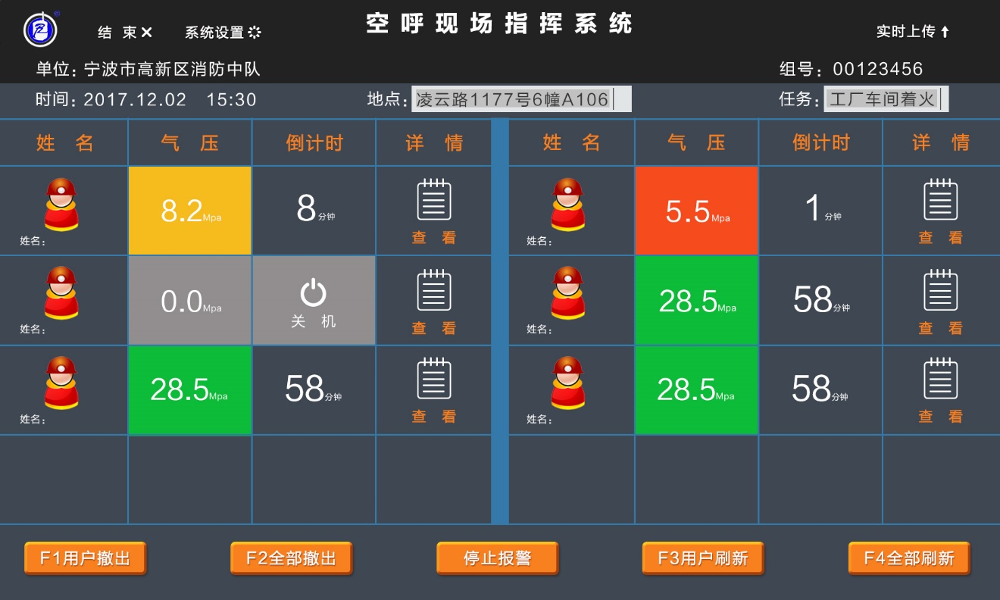 空呼现场指挥系统
结 束 系统设置 实时上传
单位：宁波市高新区消防中队 组号：00123456
时间：2017.12.02 15:30 地点：凌云路1177号6幢A106 任务：工厂车间着火
姓 名 气 压 倒计时 详 情 姓 名 气 压 倒计时 详 情
8.2Mpa 8分钟 5.5Mpa 1分钟
姓名： 查 看 姓名： 查 看
0.0Mpa 关 机 28.5Mpa 58分钟
姓名： 查 看 姓名： 查 看
28.5Mpa 58分钟 28.5Mpa 58分钟
姓名： 查 看 姓名： 查 看
F1用户撤出 F2全部撤出 停止报警 F3用户刷新 F4全部刷新